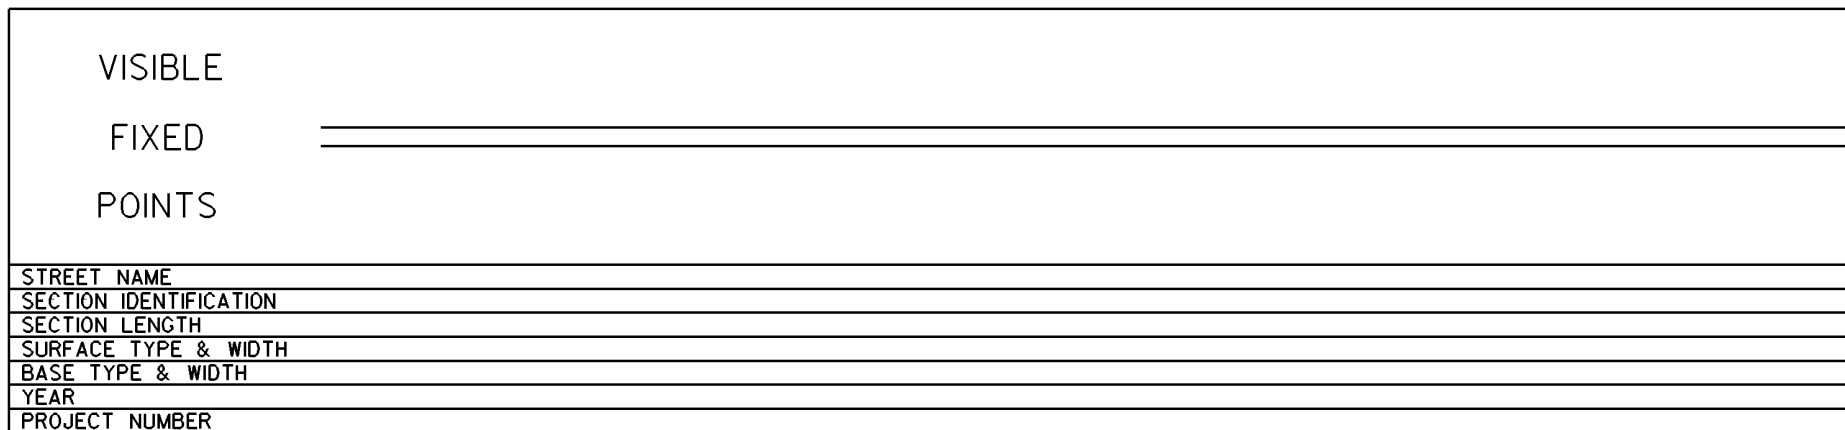 VISIBLE
FIXED
POINTS
STREET NAME
SECTION IDENTIFICATION
SECTION LENGTH
SURFACE TYPE & WIDTH
BASE TYPE & WIDTH
YEAR
PROJECT NUMBER